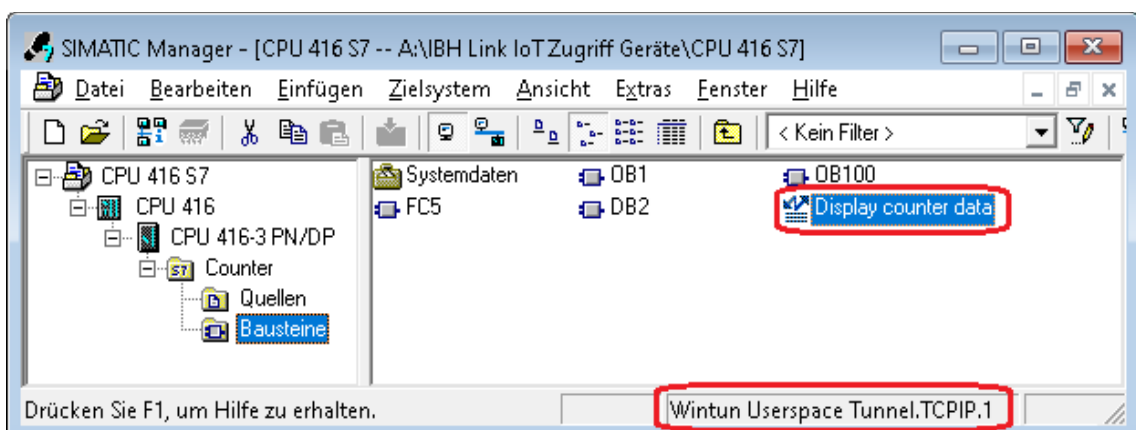 SIMATIC Manager - [CPU 416 S7 -- A:\IBH Link IoT Zugriff Geräte\CPU 416 S7]
Datei Bearbeiten Einfügen Zielsystem Ansicht Extras Fenster Hilfe
< Kein Filter >
CPU 416 S7
CPU 416
CPU 416-3 PN/DP
S7 Counter
Quellen
Bausteine
Systemdaten OB1 OB100
FC5 DB2 Display counter data
Drücken Sie F1, um Hilfe zu erhalten. Wintun Userspace Tunnel.TCPIP.1